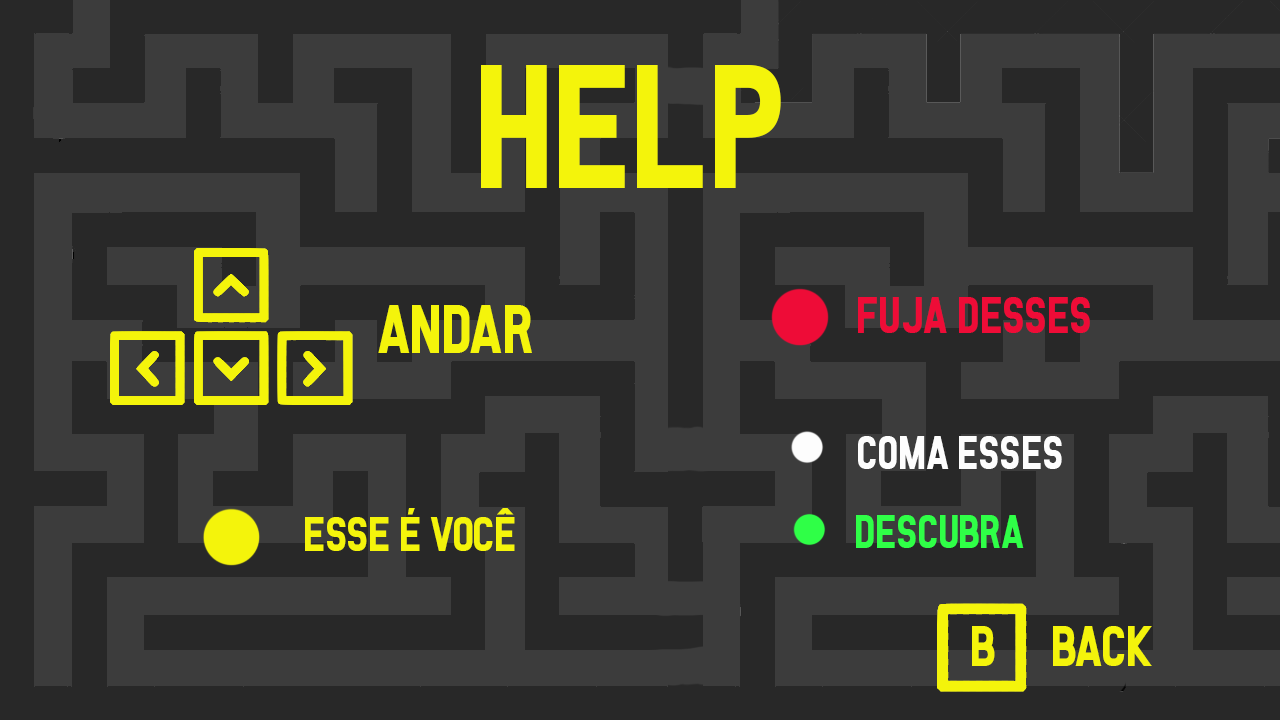 HELP
ANDAR
FUJA DESSES
COMA ESSES
ESSE É VOCÊ
DESCUBRA
B BACK